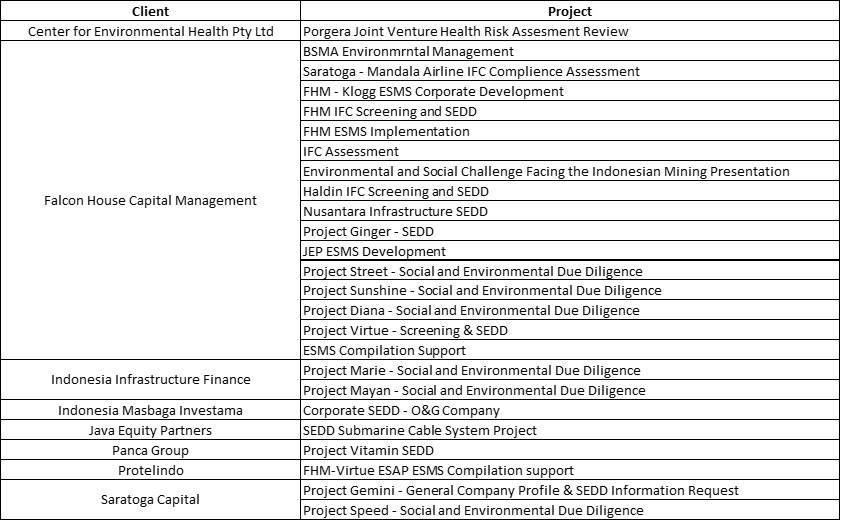 Client Project
Center for Environmental Health Pty Ltd Porgera Joint Venture Health Risk Assesment Review
Falcon House Capital Management
BSMA Environmrntal Management
Saratoga - Mandala Airline IFC Complience Assessment
FHM - Klogg ESMS Corporate Development
FHM IFC Screening and SEDD
FHM ESMS Implementation
IFC Assessment
Environmental and Social Challenge Facing the Indonesian Mining Presentation
Haldin IFC Screening and SEDD
Nusantara Infrastructure SEDD
Project Ginger - SEDD
JEP ESMS Development
Project Street - Social and Environmental Due Diligence
Project Sunshine - Social and Environmental Due Diligence
Project Diana - Social and Environmental Due Diligence
Project Virtue - Screening & SEDD
ESMS Compilation Support
Indonesia Infrastructure Finance
Project Marie - Social and Environmental Due Diligence
Project Mayan - Social and Environmental Due Diligence
Indonesia Masbaga Investama Corporate SEDD - O&G Company
Java Equity Partners SEDD Submarine Cable System Project
Panca Group Project Vitamin SEDD
Protelindo FHM-Virtue ESAP ESMS Compilation support
Saratoga Capital
Project Gemini - General Company Profile & SEDD Information Request
Project Speed - Social and Environmental Due Diligence